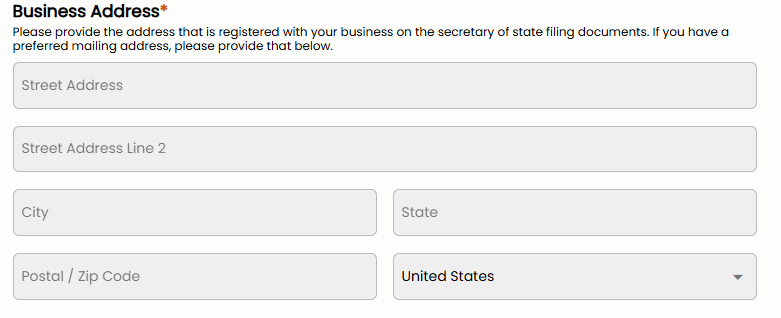 Business Address*
Please provide the address that is registered with your business on the secretary of state filing documents. If you have a
preferred mailing address, please provide that below.
Street Address
Street Address Line 2
City
State
Postal / Zip Code
United States